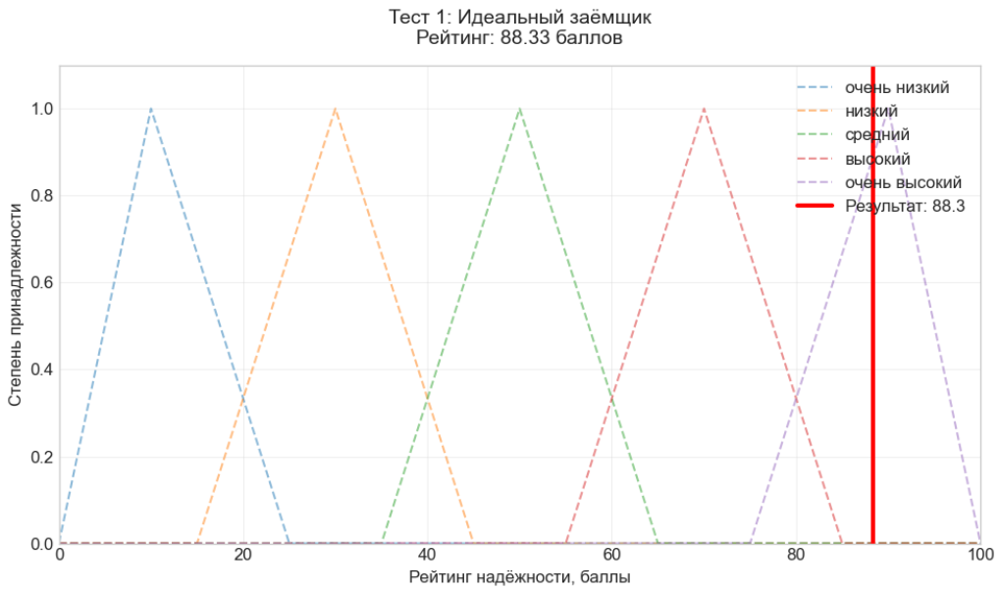 Тест 1: Идеальный заёмщик
Рейтинг: 88.33 баллов
Степень принадлежности
1.0
0.8
0.6
0.4
0.2
0.0
очень низкий
низкий
средний
высокий
очень высокий
Результат: 88.3
0
20
40
60
80
100
Рейтинг надёжности, баллы